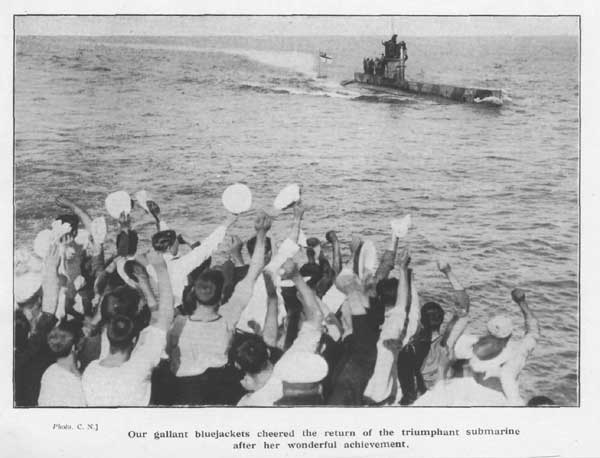 Photo. C. N.]
Our gallant bluejackets cheered the return of the triumphant submarine
after her wonderful achievement.